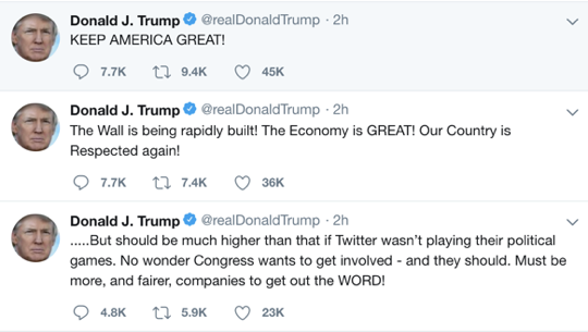 Donald J. Trump @realDonaldTrump · 2h
KEEP AMERICA GREAT!
7.7K 9.4K 45K
Donald J. Trump @realDonaldTrump · 2h
The Wall is being rapidly built! The Economy is GREAT! Our Country is
Respected again!
7.7K 7.4K 36K
Donald J. Trump @realDonaldTrump · 2h
.....But should be much higher than that if Twitter wasn’t playing their political
games. No wonder Congress wants to get involved - and they should. Must be
more, and fairer, companies to get out the WORD!
4.8K 5.9K 23K